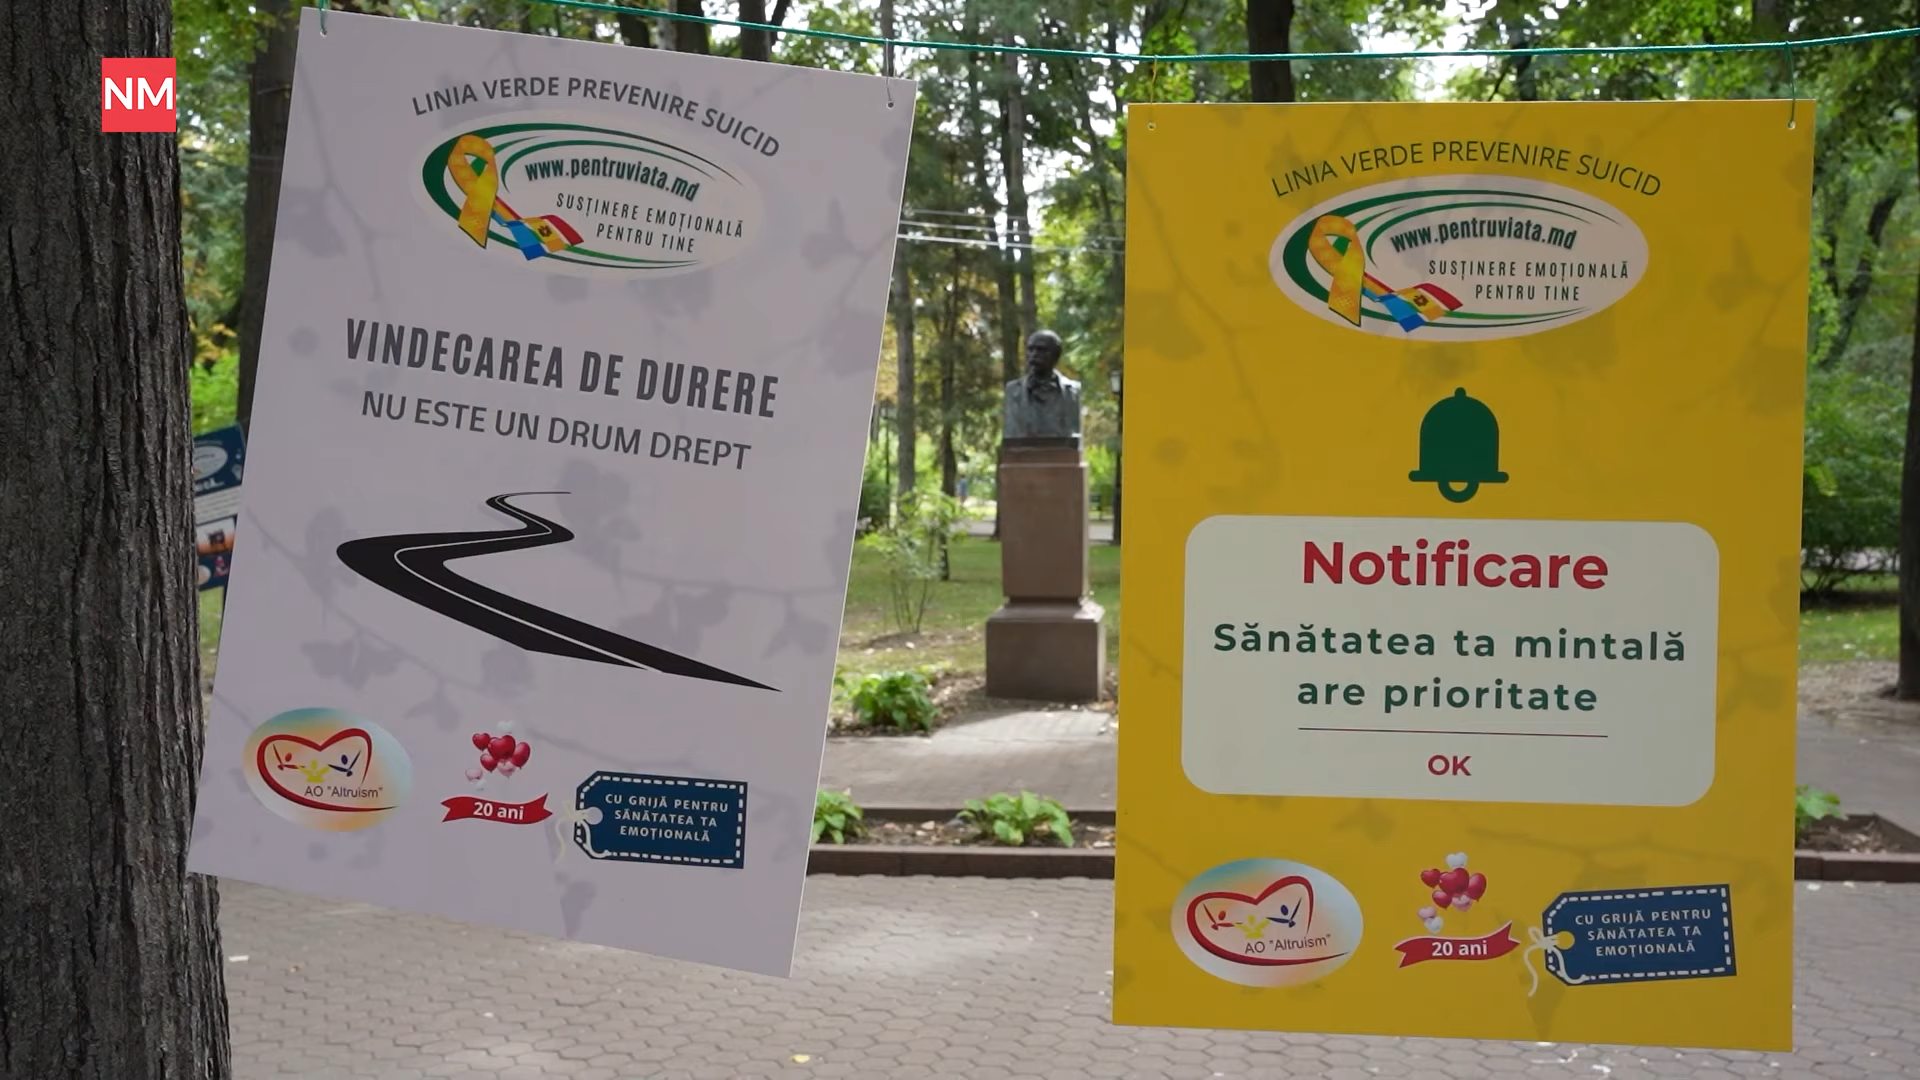 NM
LINIA VERDE PREVENIRE SUICID
www.pentruviata.md
SUSȚINERE EMOȚIONALĂ
PENTRU TINE
VINDECAREA DE DURERE
NU ESTE UN DRUM DREPT
AO "Altruism"
20 ani
CU GRIJĂ PENTRU
SĂNĂTATEA TA
EMOȚIONALĂ
LINIA VERDE PREVENIRE SUICID
www.pentruviata.md
SUSȚINERE EMOȚIONALĂ
PENTRU TINE
Notificare
Sănătatea ta mintală
are prioritate
OK
AO "Altruism"
20 ani
CU GRIJĂ PENTRU
SĂNĂTATEA TA
EMOȚIONALĂ